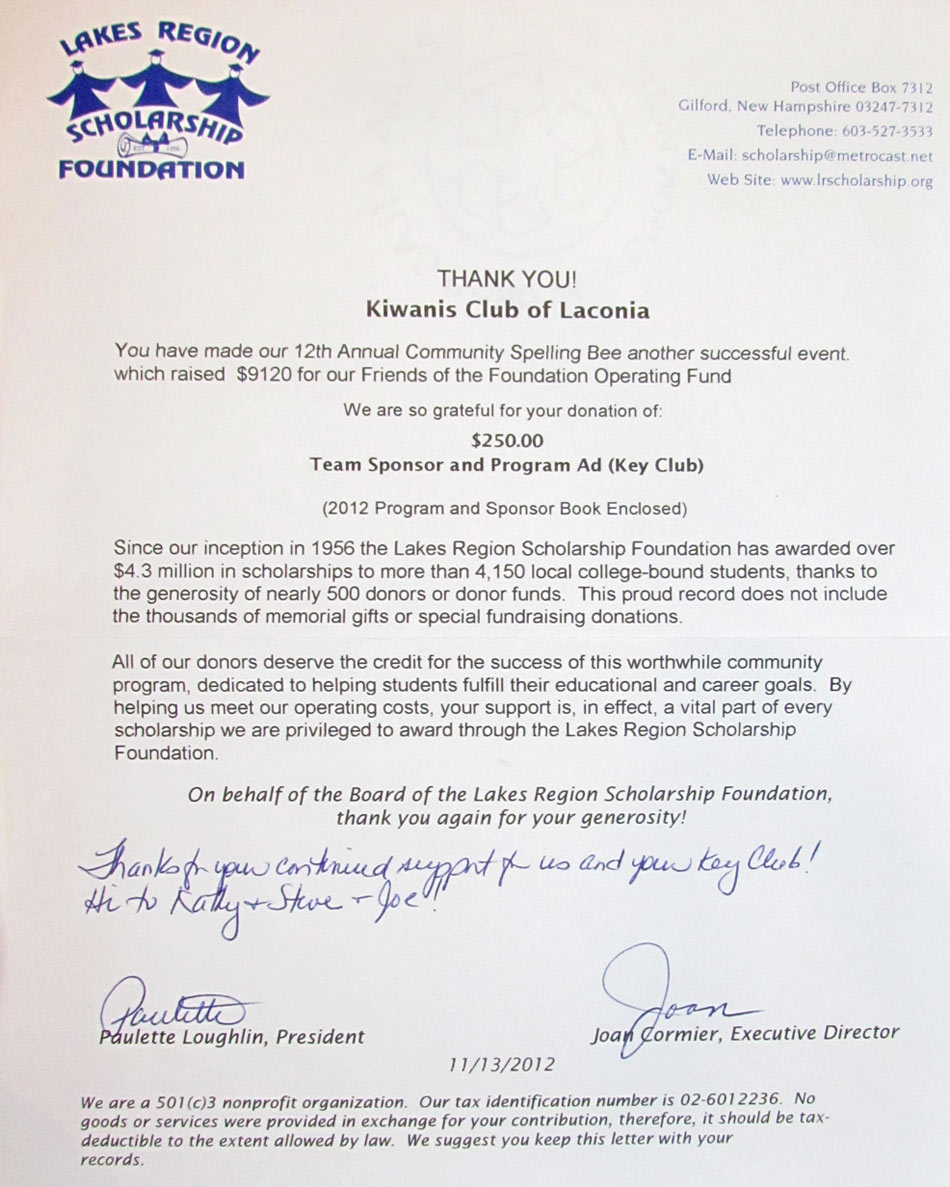 LAKES REGION
SCHOLARSHIP
FOUNDATION
Post Office Box 7312
Gilford, New Hampshire 03247-7312
Telephone: 603-527-3533
E-Mail: scholarship@metrocast.net
Web Site: www.lrscholarship.org
THANK YOU!
Kiwanis Club of Laconia
You have made our 12th Annual Community Spelling Bee another successful event.
which raised $9120 for our Friends of the Foundation Operating Fund
We are so grateful for your donation of:
$250.00
Team Sponsor and Program Ad (Key Club)
(2012 Program and Sponsor Book Enclosed)
Since our inception in 1956 the Lakes Region Scholarship Foundation has awarded over
$4.3 million in scholarships to more than 4,150 local college-bound students, thanks to
the generosity of nearly 500 donors or donor funds. This proud record does not include
the thousands of memorial gifts or special fundraising donations.
All of our donors deserve the credit for the success of this worthwhile community
program, dedicated to helping students fulfill their educational and career goals. By
helping us meet our operating costs, your support is, in effect, a vital part of every
scholarship we are privileged to award through the Lakes Region Scholarship
Foundation.
On behalf of the Board of the Lakes Region Scholarship Foundation,
thank you again for your generosity!
Thanks for your continued support for us and your Key Club!
Hi to Kathy + Steve + Joe!
Paulette
Joan
Paulette Loughlin, President
Joan Cormier, Executive Director
11/13/2012
We are a 501(c)3 nonprofit organization. Our tax identification number is 02-6012236. No
goods or services were provided in exchange for your contribution, therefore, it should be tax-
deductible to the extent allowed by law. We suggest you keep this letter with your
records.